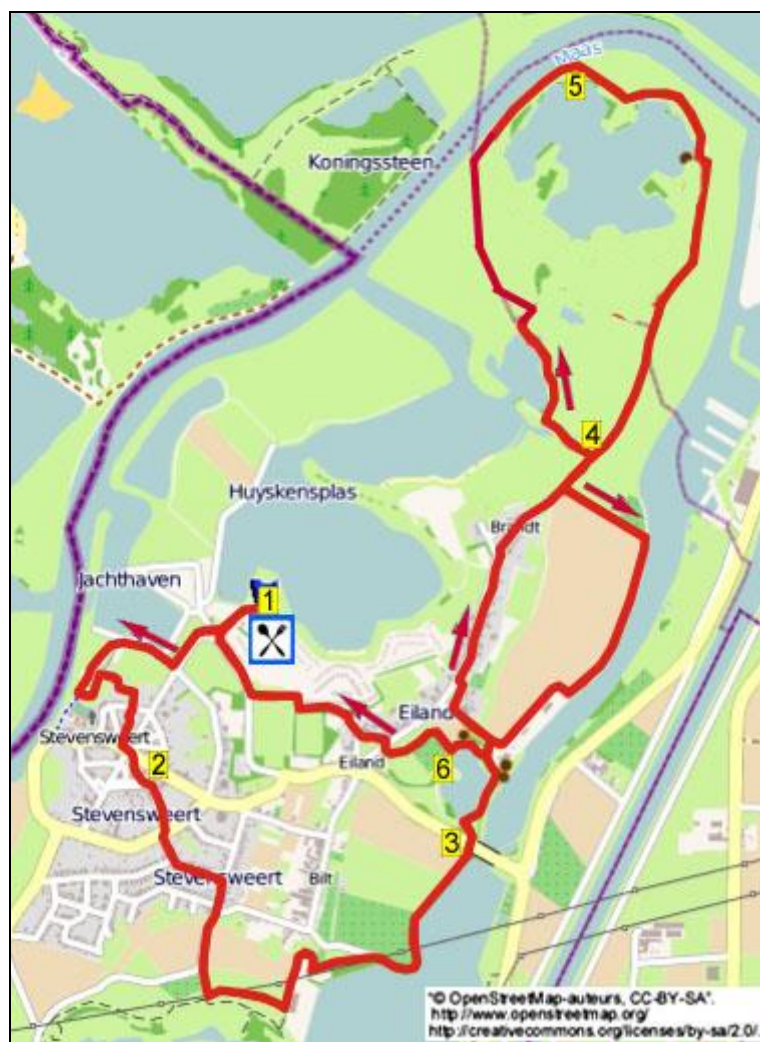 Maas
5
Koningssteen
4
Huyskensplas
Brandt
Jachthaven
1
Eiland
Stevensweert
2
Eiland
6
Stevensweert
3
Stevensweert
Bilt
"© OpenStreetMap-auteurs, CC-BY-SA".
http://www.openstreetmap.org/
http://creativecommons.org/licenses/by-sa/2.0/.